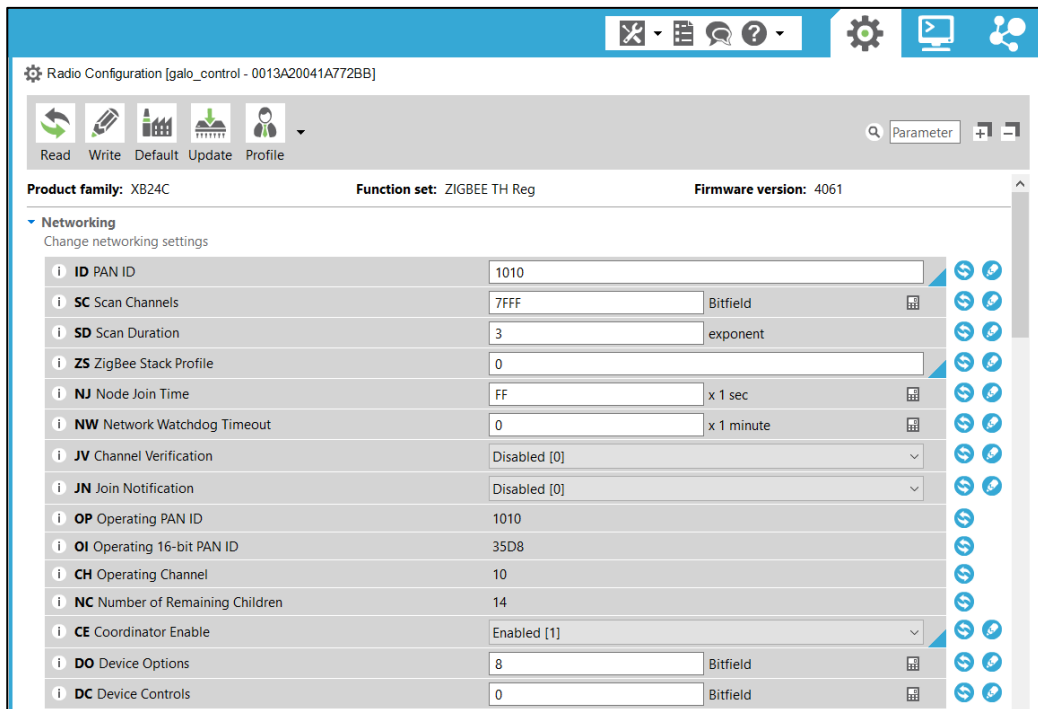 Radio Configuration [galo_control - 0013A20041A772BB]
Read Write Default Update Profile Parameter
Product family: XB24C Function set: ZIGBEE TH Reg Firmware version: 4061
Networking
Change networking settings
i ID PAN ID 1010
i SC Scan Channels 7FFF Bitfield
i SD Scan Duration 3 exponent
i ZS ZigBee Stack Profile 0
i NJ Node Join Time FF x 1 sec
i NW Network Watchdog Timeout 0 x 1 minute
i JV Channel Verification Disabled [0]
i JN Join Notification Disabled [0]
i OP Operating PAN ID 1010
i OI Operating 16-bit PAN ID 35D8
i CH Operating Channel 10
i NC Number of Remaining Children 14
i CE Coordinator Enable Enabled [1]
i DO Device Options 8 Bitfield
i DC Device Controls 0 Bitfield